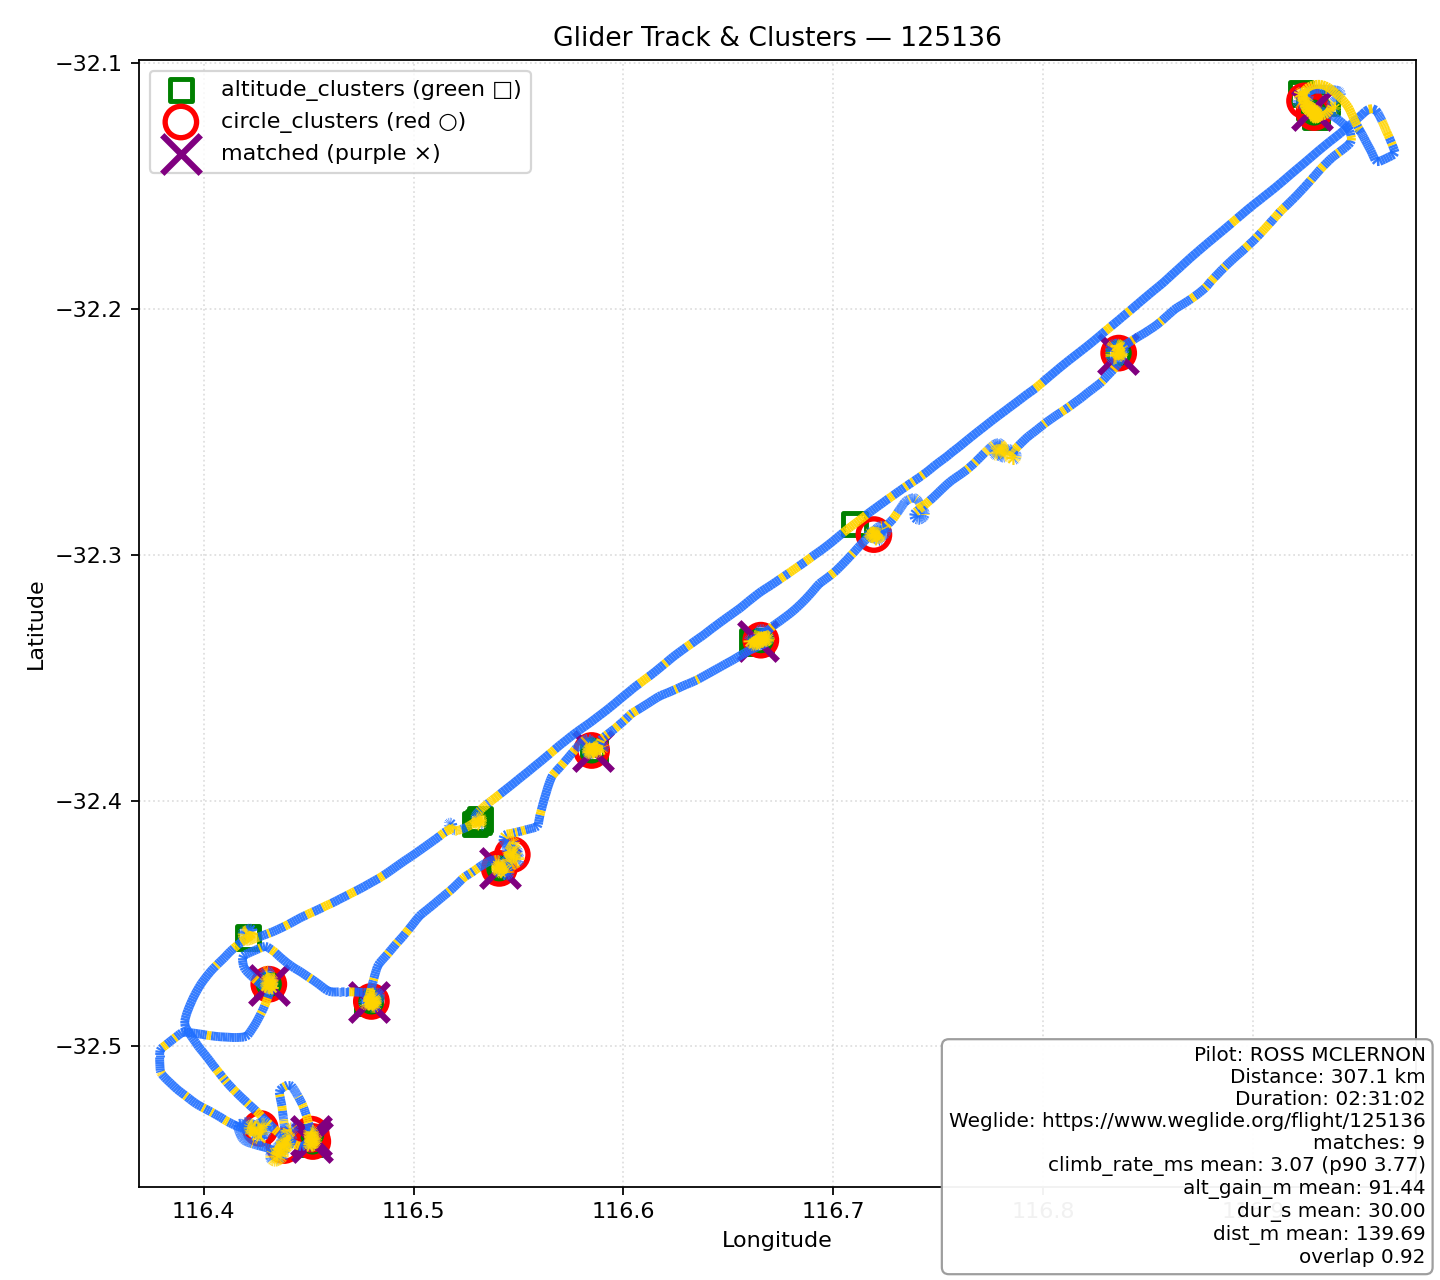 Glider Track & Clusters — 125136
altitude_clusters (green □)
circle_clusters (red ○)
matched (purple ×)
−32.1
−32.2
−32.3
−32.4
−32.5
Latitude
116.4
116.5
116.6
116.7
116.8
Longitude
Pilot: ROSS MCLERNON
Distance: 307.1 km
Duration: 02:31:02
Weglide: https://www.weglide.org/flight/125136
matches: 9
climb_rate_ms mean: 3.07 (p90 3.77)
alt_gain_m mean: 91.44
dur_s mean: 30.00
dist_m mean: 139.69
overlap 0.92